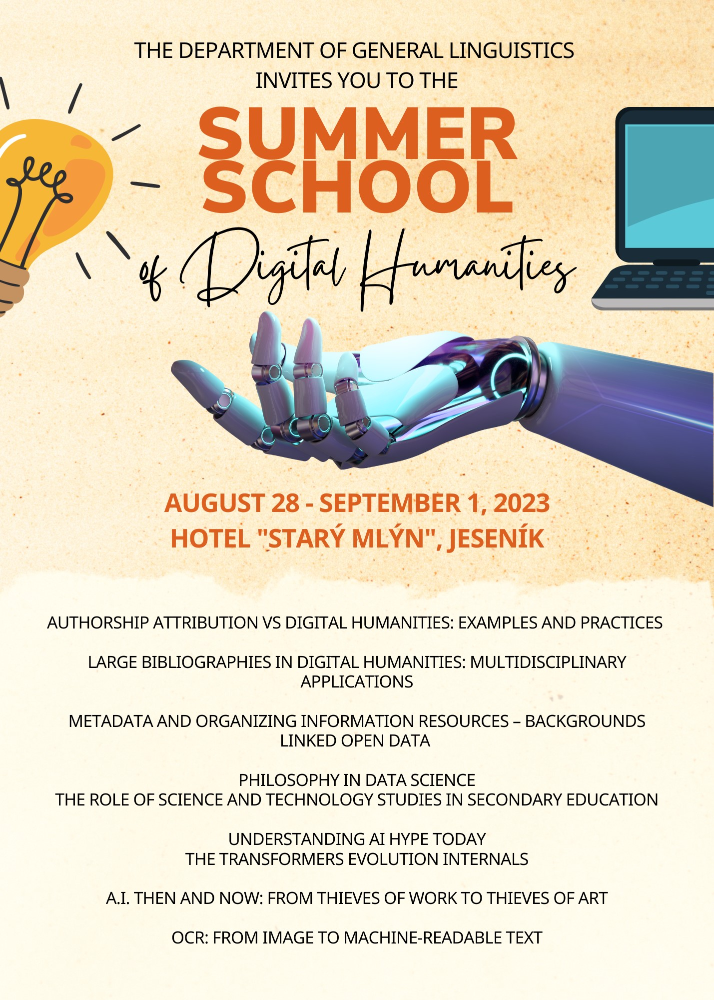 THE DEPARTMENT OF GENERAL LINGUISTICS
INVITES YOU TO THE
SUMMER
SCHOOL
of Digital Humanities
AUGUST 28 - SEPTEMBER 1, 2023
HOTEL "STARÝ MLÝN", JESENÍK
AUTHORSHIP ATTRIBUTION VS DIGITAL HUMANITIES: EXAMPLES AND PRACTICES
LARGE BIBLIOGRAPHIES IN DIGITAL HUMANITIES: MULTIDISCIPLINARY
APPLICATIONS
METADATA AND ORGANIZING INFORMATION RESOURCES – BACKGROUNDS
LINKED OPEN DATA
PHILOSOPHY IN DATA SCIENCE
THE ROLE OF SCIENCE AND TECHNOLOGY STUDIES IN SECONDARY EDUCATION
UNDERSTANDING AI HYPE TODAY
THE TRANSFORMERS EVOLUTION INTERNALS
A.I. THEN AND NOW: FROM THIEVES OF WORK TO THIEVES OF ART
OCR: FROM IMAGE TO MACHINE-READABLE TEXT